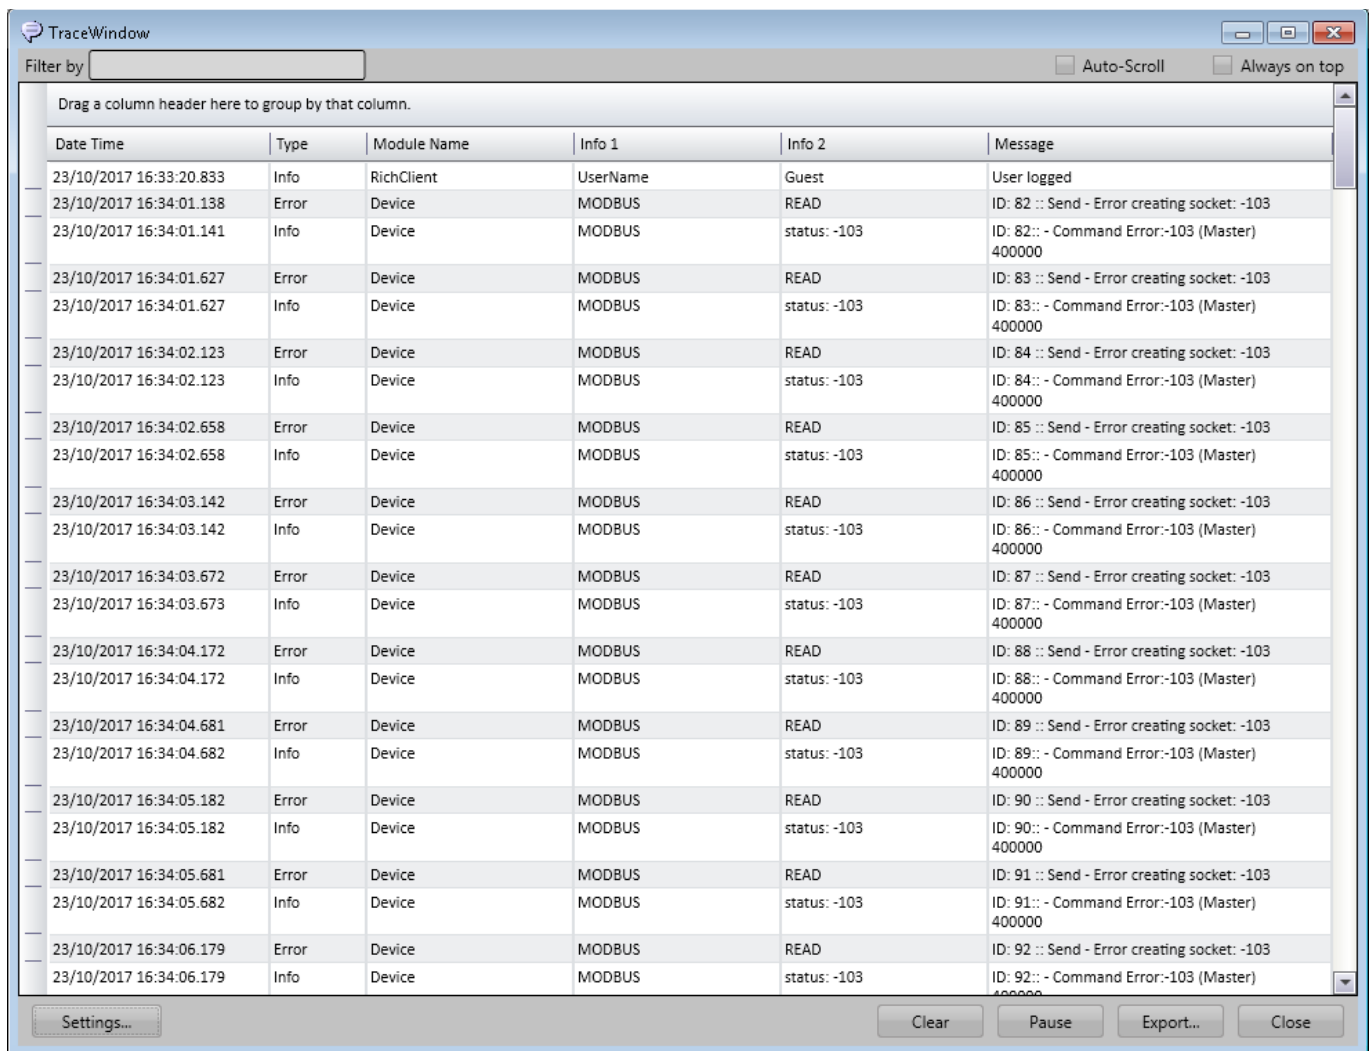 TraceWindow
Filter by
Auto-Scroll Always on top
Drag a column header here to group by that column.
Date Time Type Module Name Info 1 Info 2 Message
23/10/2017 16:33:20.833 Info RichClient UserName Guest User logged
23/10/2017 16:34:01.138 Error Device MODBUS READ ID: 82 :: Send - Error creating socket: -103
23/10/2017 16:34:01.141 Info Device MODBUS status: -103 ID: 82:: - Command Error:-103 (Master)
400000
23/10/2017 16:34:01.627 Error Device MODBUS READ ID: 83 :: Send - Error creating socket: -103
23/10/2017 16:34:01.627 Info Device MODBUS status: -103 ID: 83:: - Command Error:-103 (Master)
400000
23/10/2017 16:34:02.123 Error Device MODBUS READ ID: 84 :: Send - Error creating socket: -103
23/10/2017 16:34:02.123 Info Device MODBUS status: -103 ID: 84:: - Command Error:-103 (Master)
400000
23/10/2017 16:34:02.658 Error Device MODBUS READ ID: 85 :: Send - Error creating socket: -103
23/10/2017 16:34:02.658 Info Device MODBUS status: -103 ID: 85:: - Command Error:-103 (Master)
400000
23/10/2017 16:34:03.142 Error Device MODBUS READ ID: 86 :: Send - Error creating socket: -103
23/10/2017 16:34:03.142 Info Device MODBUS status: -103 ID: 86:: - Command Error:-103 (Master)
400000
23/10/2017 16:34:03.672 Error Device MODBUS READ ID: 87 :: Send - Error creating socket: -103
23/10/2017 16:34:03.673 Info Device MODBUS status: -103 ID: 87:: - Command Error:-103 (Master)
400000
23/10/2017 16:34:04.172 Error Device MODBUS READ ID: 88 :: Send - Error creating socket: -103
23/10/2017 16:34:04.172 Info Device MODBUS status: -103 ID: 88:: - Command Error:-103 (Master)
400000
23/10/2017 16:34:04.681 Error Device MODBUS READ ID: 89 :: Send - Error creating socket: -103
23/10/2017 16:34:04.682 Info Device MODBUS status: -103 ID: 89:: - Command Error:-103 (Master)
400000
23/10/2017 16:34:05.182 Error Device MODBUS READ ID: 90 :: Send - Error creating socket: -103
23/10/2017 16:34:05.182 Info Device MODBUS status: -103 ID: 90:: - Command Error:-103 (Master)
400000
23/10/2017 16:34:05.681 Error Device MODBUS READ ID: 91 :: Send - Error creating socket: -103
23/10/2017 16:34:05.682 Info Device MODBUS status: -103 ID: 91:: - Command Error:-103 (Master)
400000
23/10/2017 16:34:06.179 Error Device MODBUS READ ID: 92 :: Send - Error creating socket: -103
23/10/2017 16:34:06.179 Info Device MODBUS status: -103 ID: 92:: - Command Error:-103 (Master)
Settings... Clear Pause Export... Close